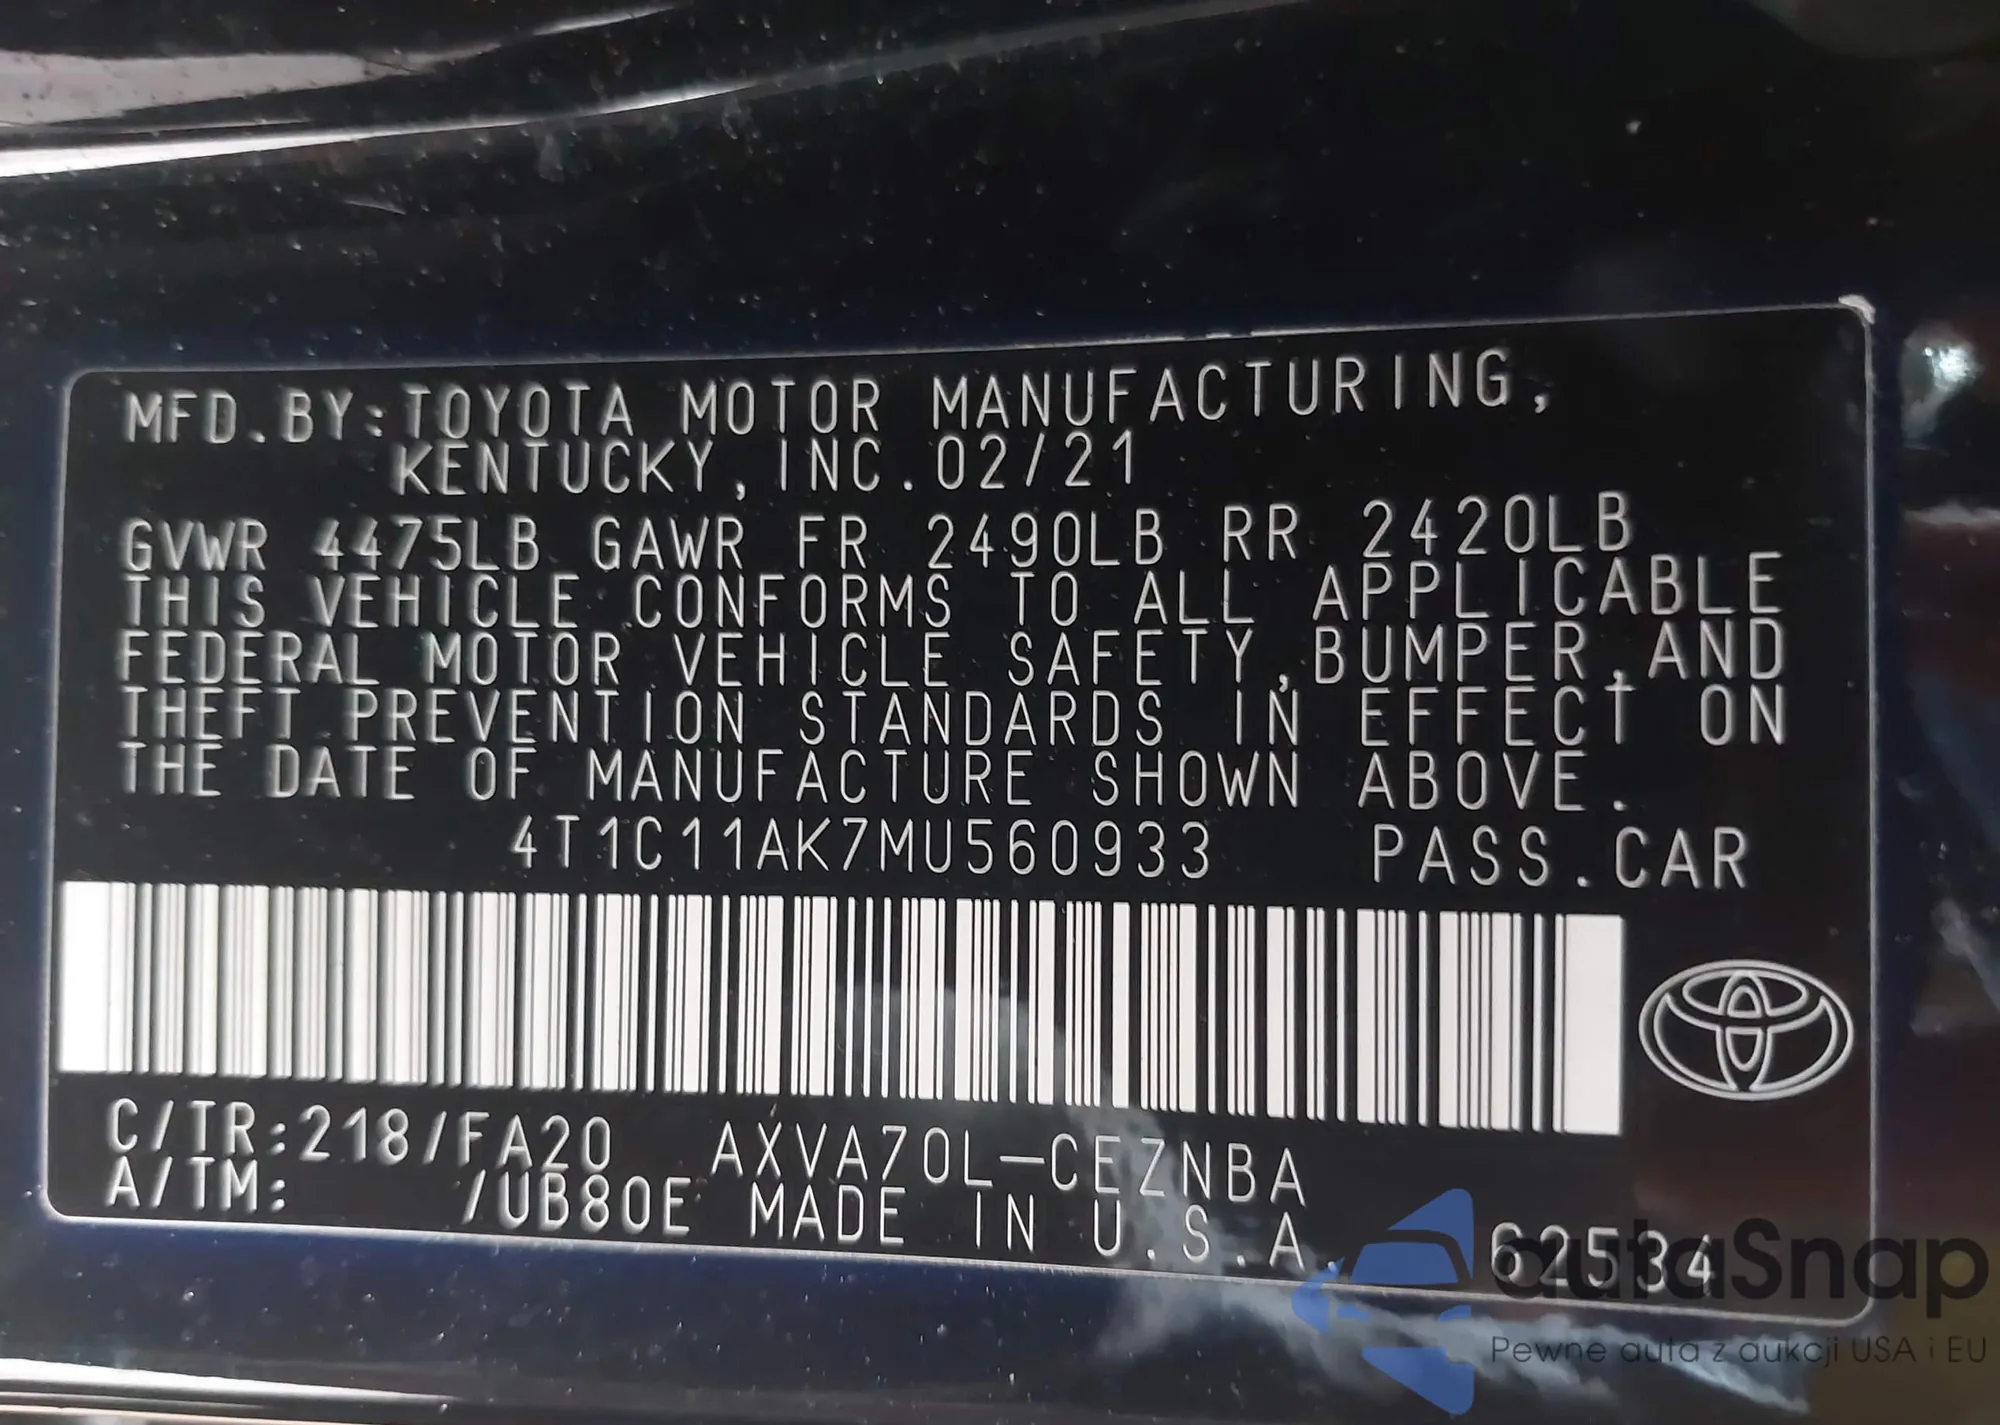 MFD.BY:TOYOTA MOTOR MANUFACTURING,
KENTUCKY, INC.02/21
GVWR 4475LB GAWR FR 2490LB RR 2420LB
THIS VEHICLE CONFORMS TO ALL APPLICABLE
FEDERAL MOTOR VEHICLE SAFETY,BUMPER,AND
THEFT PREVENTION STANDARDS IN EFFECT ON
THE DATE OF MANUFACTURE SHOWN ABOVE.
4T1C11AK7MU560933 PASS.CAR
C/TR:218/FA20 AXVA70L-CEZNBA
A/TM: /UB80E MADE IN U.S.A. 62534
autaSnap
Pewne auta z aukcji USA i EU